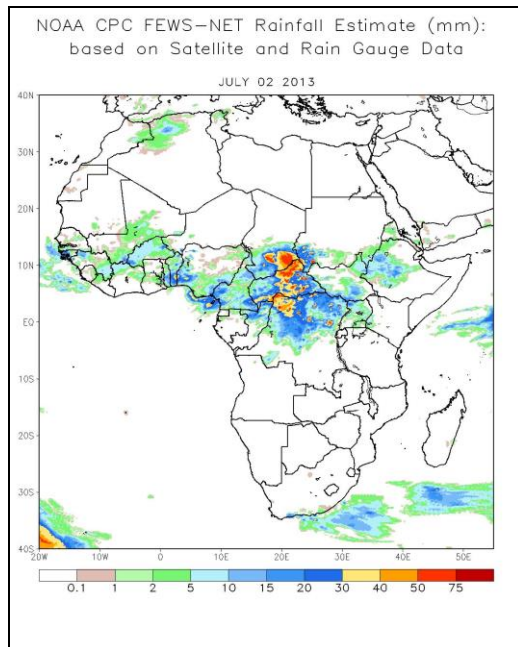 NOAA CPC FEWS-NET Rainfall Estimate (mm):
based on Satellite and Rain Gauge Data
JULY 02 2013
40N
30N
20N
10N
EQ
10S
20S
30S
40S
20W 10W 0 10E 20E 30E 40E 50E
0.1 1 2 5 10 15 20 30 40 50 75